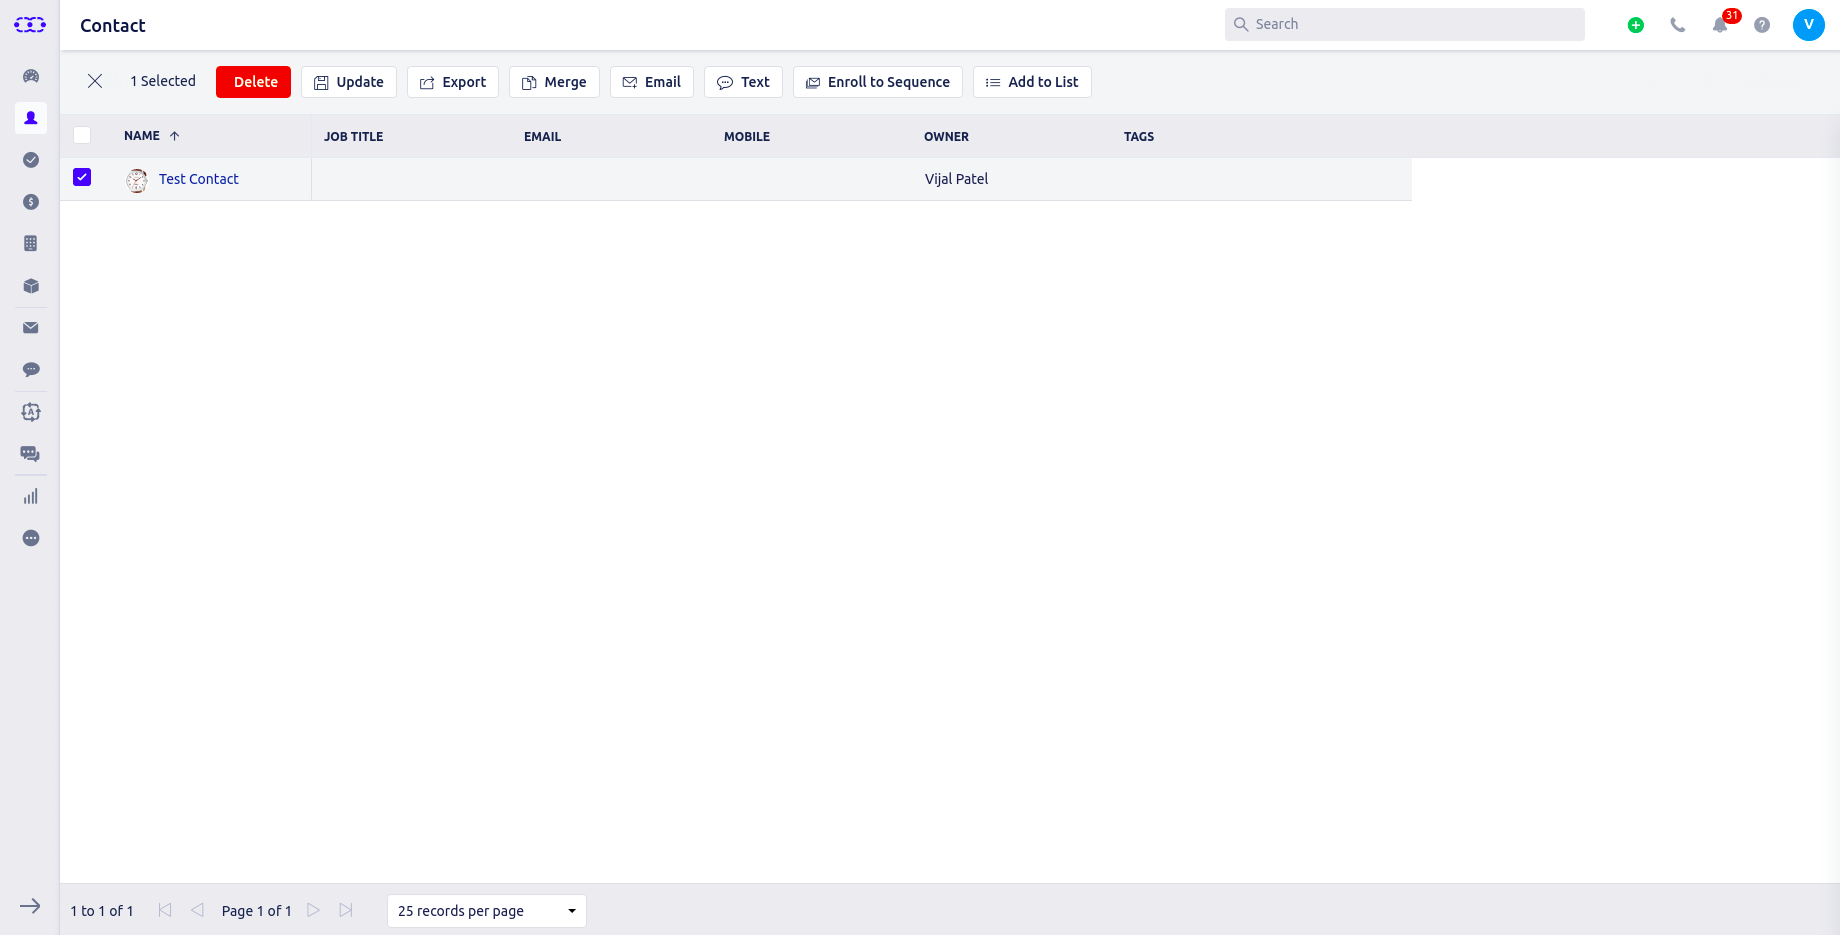 Contact
Search
31
V
1 Selected
Delete
Update
Export
Merge
Email
Text
Enroll to Sequence
Add to List
NAME
JOB TITLE
EMAIL
MOBILE
OWNER
TAGS
Test Contact
Vijal Patel
1 to 1 of 1
Page 1 of 1
25 records per page